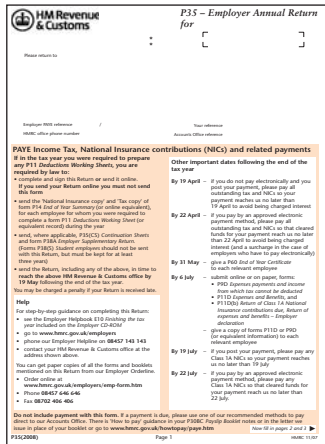 HM Revenue
& Customs
P35 – Employer Annual Return
for
Please return to
Employer PAYE reference /
HMRC office phone number
Your reference
Accounts Office reference
PAYE Income Tax, National Insurance contributions (NICs) and related payments
If in the tax year you were required to prepare
any P11 Deductions Working Sheets, you are
required by law to:
• complete and sign this Return or send it online.
If you send your Return online you must not send
this form
• send the 'National Insurance copy' and 'Tax copy' of
form P14 End of Year Summary (or online equivalent),
for each employee for whom you were required to
complete a form P11 Deductions Working Sheet (or
equivalent record) during the year
• send, where applicable, P35(CS) Continuation Sheets
and form P38A Employer Supplementary Return.
(Forms P38(S) Student employees should not be sent
with this Return, but must be kept for at least
three years)
• send the Return, including any of the above, in time to
reach the above HM Revenue & Customs office by
19 May following the end of the tax year.
You may be charged a penalty if your Return is received late.
Help
For step-by-step guidance on completing this Return:
• see the Employer Helpbook E10 Finishing the tax
year included on the Employer CD-ROM
• go to www.hmrc.gov.uk/employers
• phone our Employer Helpline on 08457 143 143
• contact your HM Revenue & Customs office at the
address shown above.
You can get paper copies of all the forms and booklets
mentioned on this Return from our Employer Orderline.
• Order online at
www.hmrc.gov.uk/employers/emp-form.htm
• Phone 08457 646 646
• Fax 08702 406 406
Other important dates following the end of the
tax year
By 19 April – if you do not pay electronically and you
post your payment, please pay all
outstanding tax and NICs so your
payment reaches us no later than
19 April to avoid being charged interest
By 22 April – if you pay by an approved electronic
payment method, please pay all
outstanding tax and NICs so that cleared
funds for your payment reach us no later
than 22 April to avoid being charged
interest (and a surcharge in the case of
employers who have to pay electronically)
By 31 May – give a P60 End of Year Certificate
to each relevant employee
By 6 July – submit online or on paper, forms:
• P9D Expenses payments and income
from which tax cannot be deducted
• P11D Expenses and Benefits, and
• P11D(b) Return of Class 1A National
Insurance contributions due, Return of
expenses and benefits – Employer
declaration
– give a copy of forms P11D or P9D
(or equivalent information) to each
relevant employee
By 19 July – if you post your payment, please pay any
Class 1A NICs so your payment reaches
us no later than 19 July
By 22 July – if you pay by an approved electronic
payment method, please pay any
Class 1A NICs so that cleared funds for
your payment reach us no later than
22 July
Do not include payment with this form. If a payment is due, please use one of our recommended methods to pay
direct to our Accounts Office. There is 'How to pay' guidance in your P30BC Payslip Booklet notes or in the letter we
issue in place of your booklet or go to www.hmrc.gov.uk/howtopay/paye.htm
Now fill in pages 2 and 3
P35(2008) Page 1 HMRC 11/07